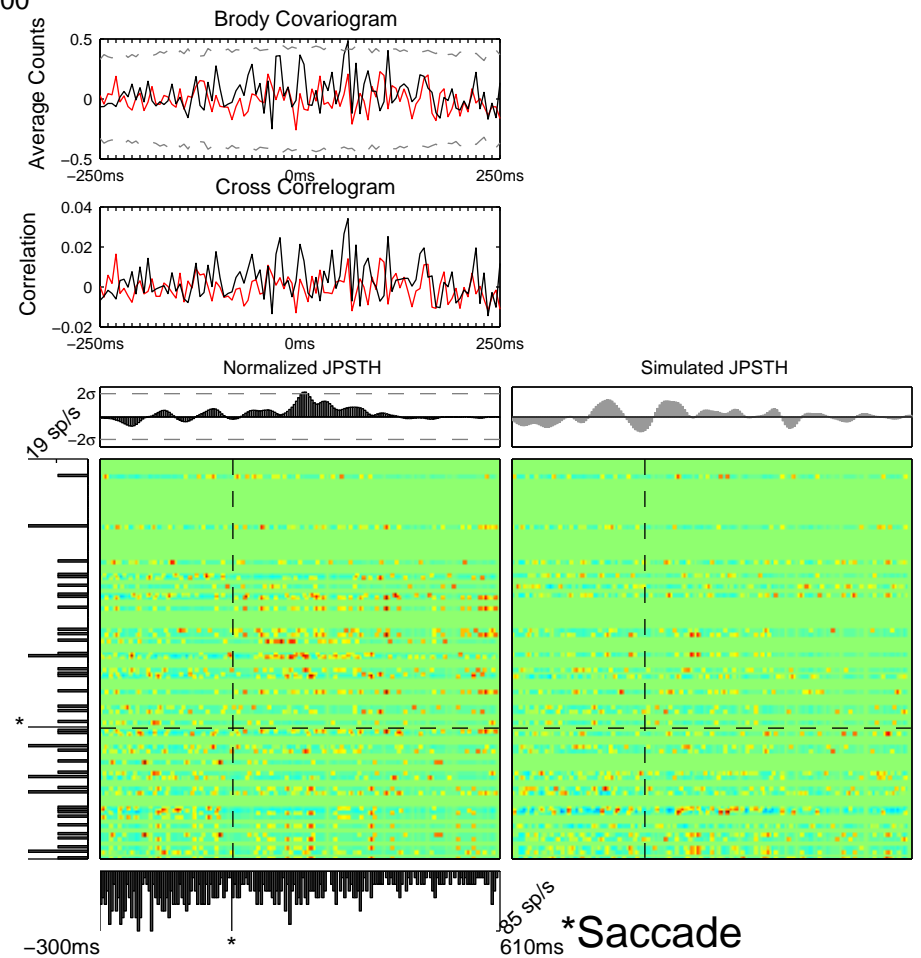 00
Brody Covariogram
Average Counts
0.5
0
−0.5
−250ms
0ms
250ms
Cross Correlogram
Correlation
0.04
0.02
0
−0.02
−250ms
0ms
250ms
Normalized JPSTH
Simulated JPSTH
2σ
−2σ
19 sp/s
*
*
85 sp/s
−300ms
610ms
*Saccade